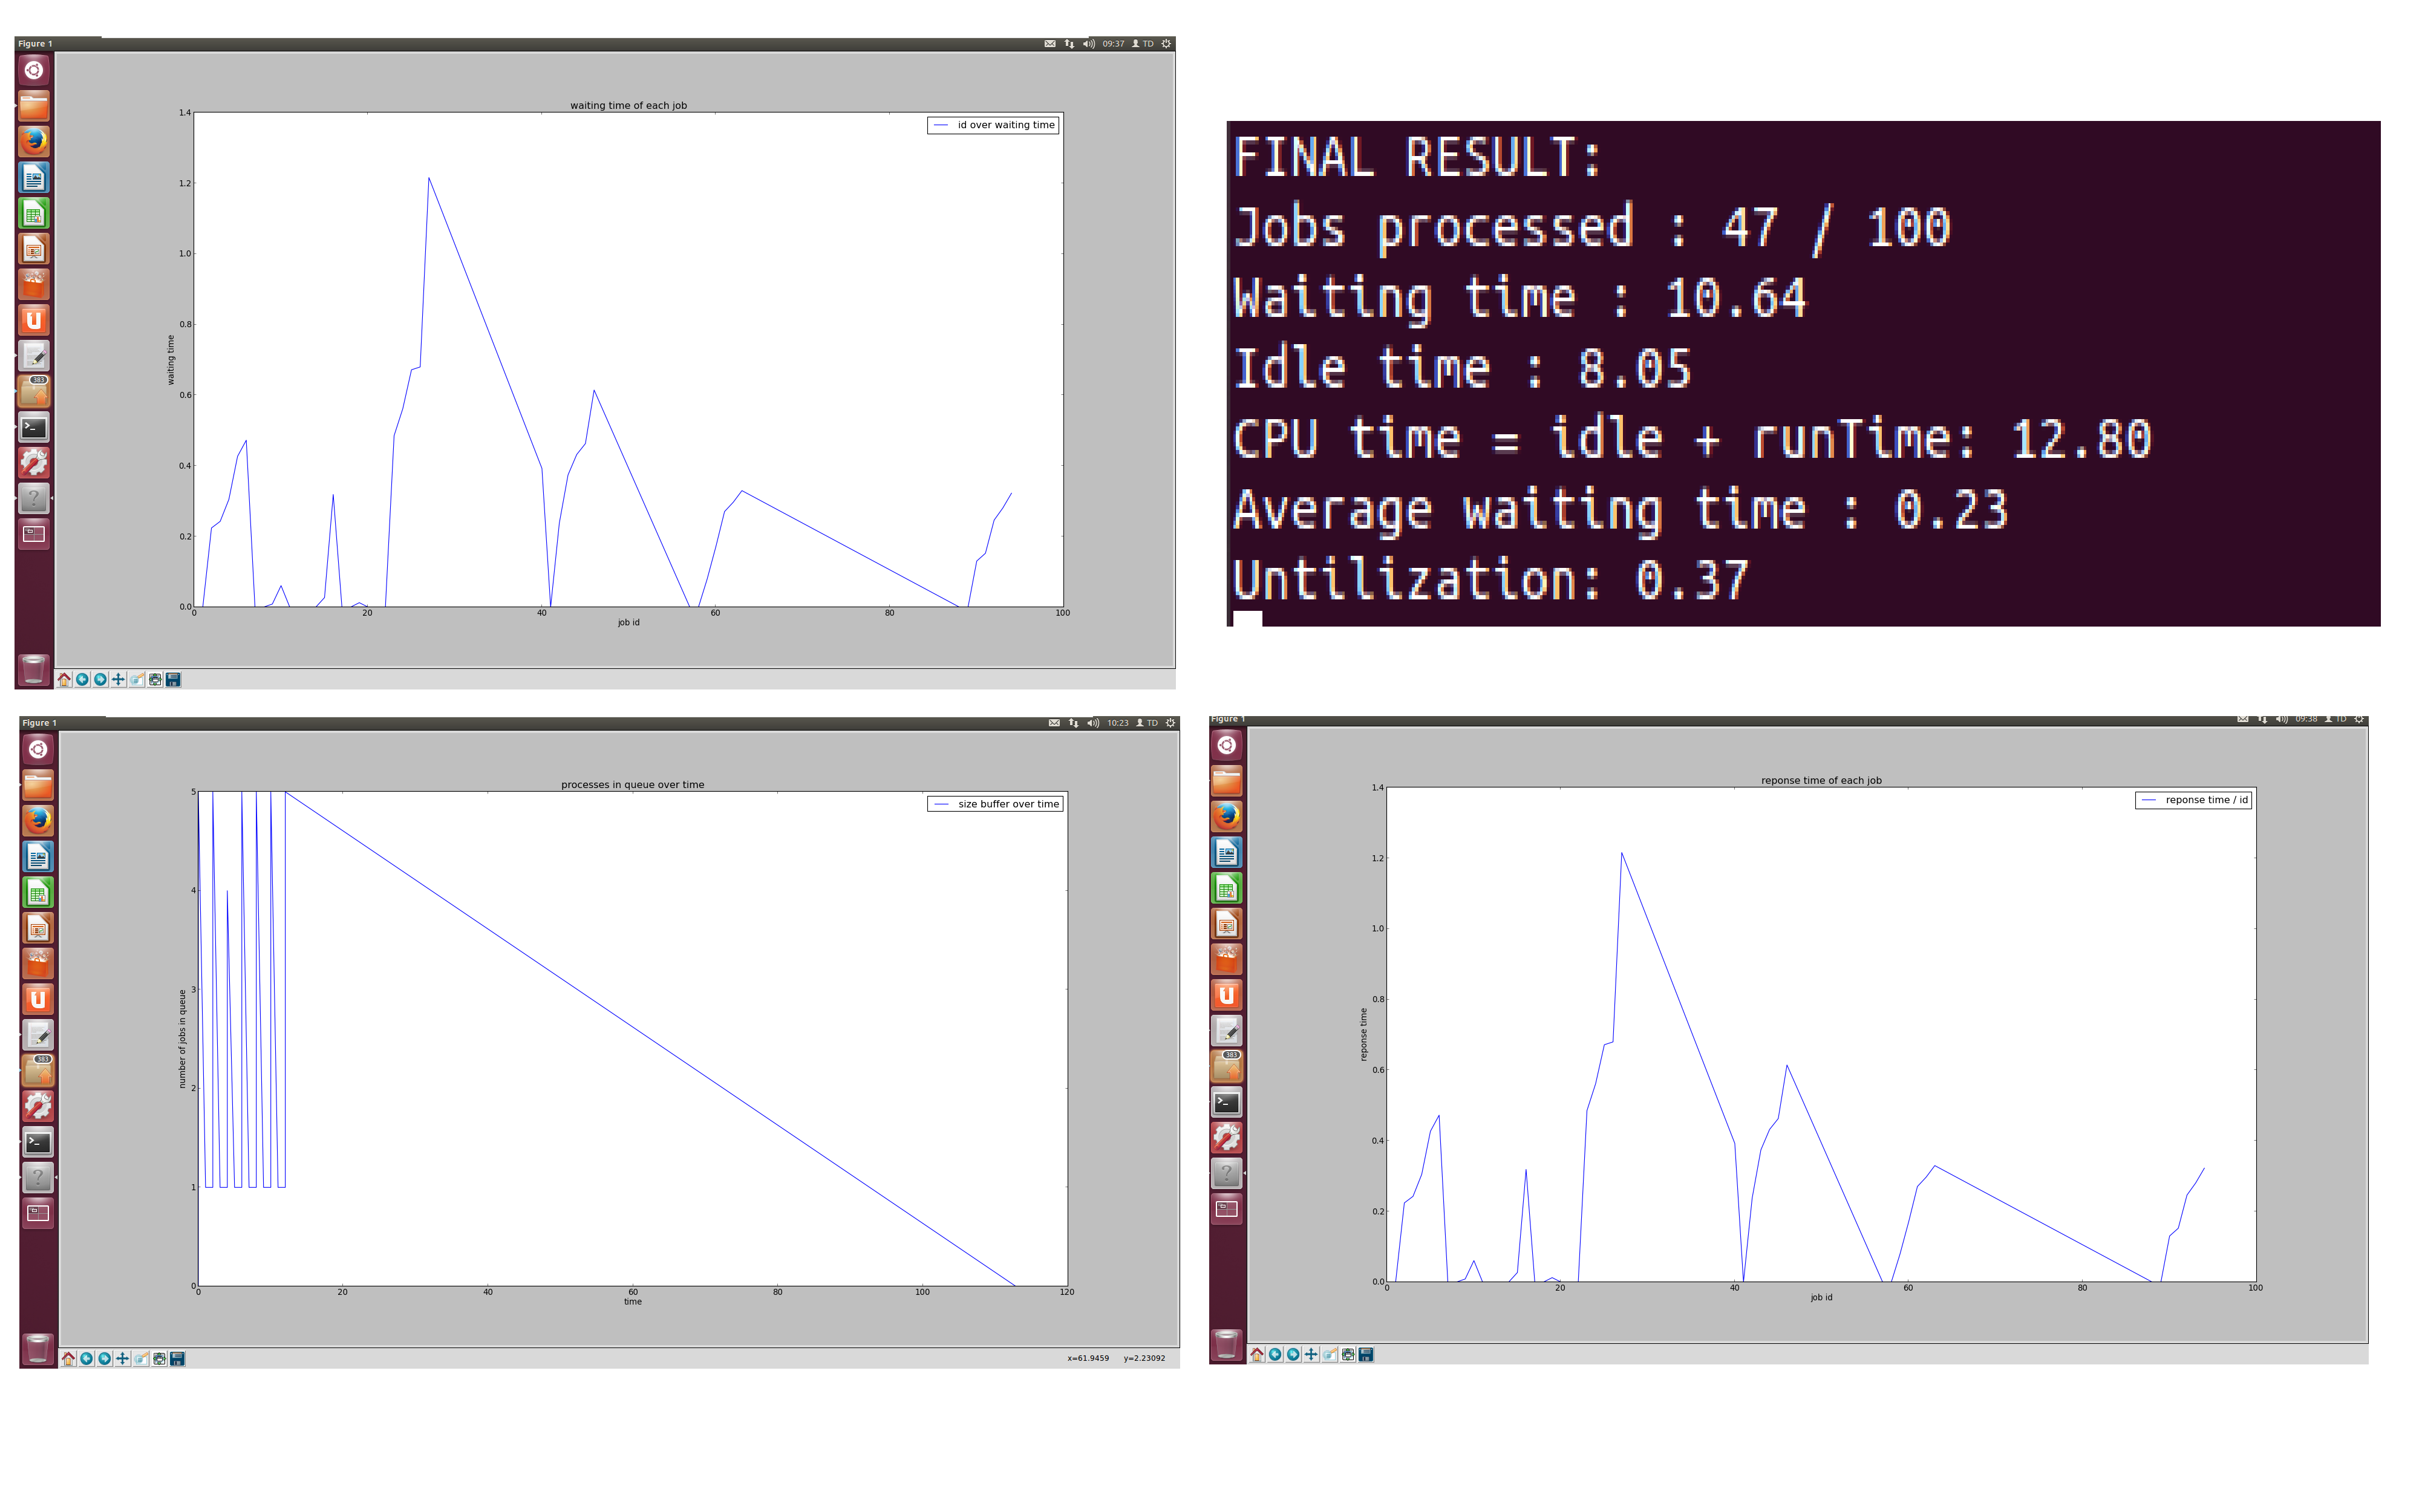 Figure 1
09:37 TD
waiting time of each job
id over waiting time
1.4
1.2
1.0
0.8
0.6
0.4
0.2
0.0
waiting time
0 20 40 60 80 100
job id
383
FINAL RESULT:
Jobs processed : 47 / 100
Waiting time : 10.64
Idle time : 8.05
CPU time = idle + runTime: 12.80
Average waiting time : 0.23
Untilization: 0.37
Figure 1
10:23 TD
processes in queue over time
size buffer over time
5
4
3
2
1
0
number of jobs in queue
0 20 40 60 80 100 120
time
383
x=61.9459 y=2.23092
Figure 1
09:38 TD
reponse time of each job
reponse time / id
1.4
1.2
1.0
0.8
0.6
0.4
0.2
0.0
reponse time
0 20 40 60 80 100
job id
383